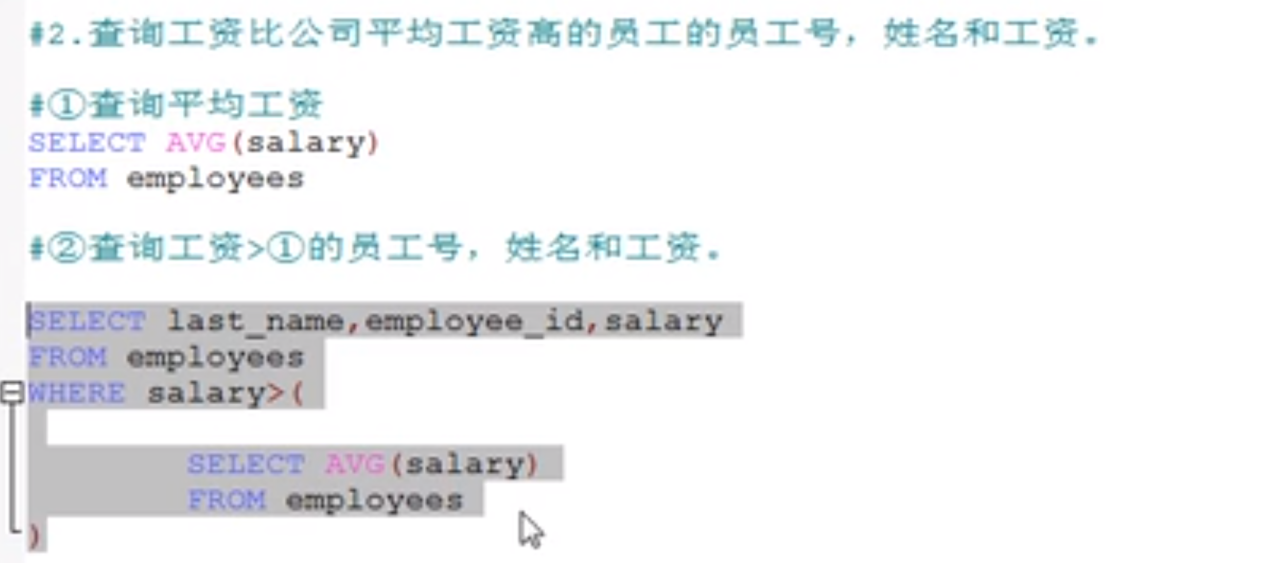 #2.查询工资比公司平均工资高的员工的员工号，姓名和工资。
#①查询平均工资
SELECT AVG(salary)
FROM employees
#②查询工资>①的员工号，姓名和工资。
SELECT last_name,employee_id,salary
FROM employees
WHERE salary>(
SELECT AVG(salary)
FROM employees
)